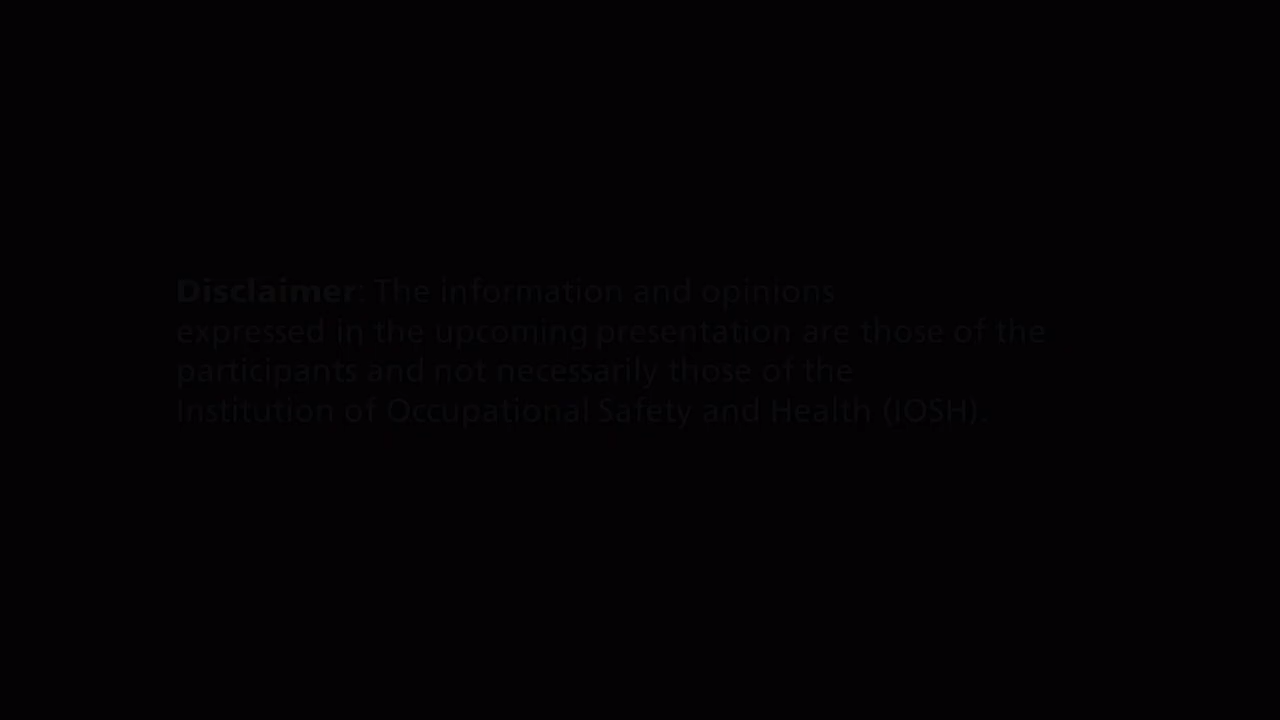 Disclaimer: The information and opinions
expressed in the upcoming presentation are those of the
participants and not necessarily those of the
Institution of Occupational Safety and Health (IOSH).